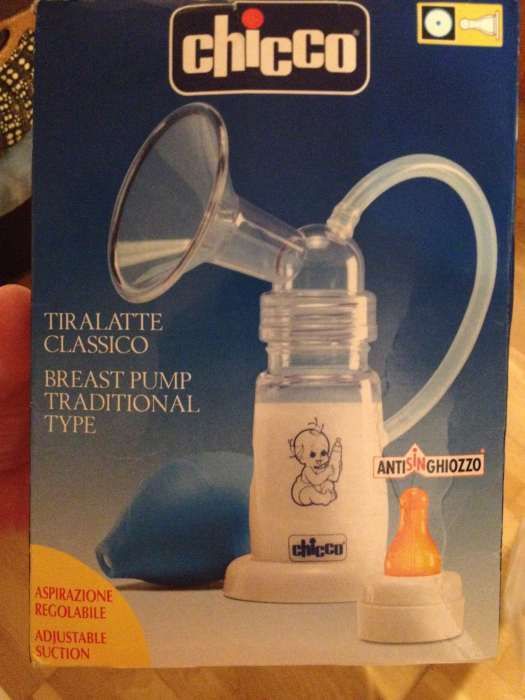 chicco
TIRALATTE
CLASSICO
BREAST PUMP
TRADITIONAL
TYPE
ANTISINGHIOZZO
chicco
ASPIRAZIONE
REGOLABILE
ADJUSTABLE
SUCTION